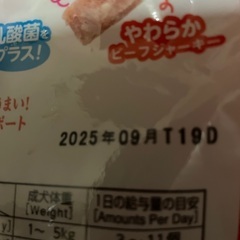 乳酸菌を
プラス!
やわらか
ビーフジャーキー
まい!
ポート
2025年09月T19D
成犬体重
[Weight]
1日の給与量の目安
[Amounts Per Day]
1~ 5kg